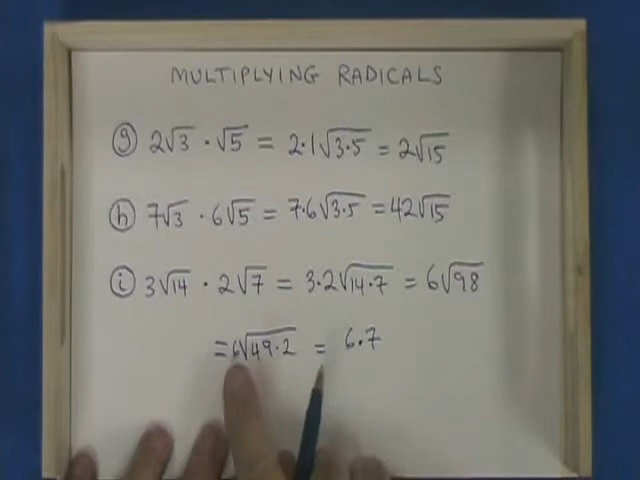 MULTIPLYING RADICALS
ⓖ 2√3 · √5 = 2·1√3·5 = 2√15
ⓗ 7√3 · 6√5 = 7·6√3·5 = 42√15
ⓘ 3√14 · 2√7 = 3·2√14·7 = 6√98
= 6√49·2 = 6·7